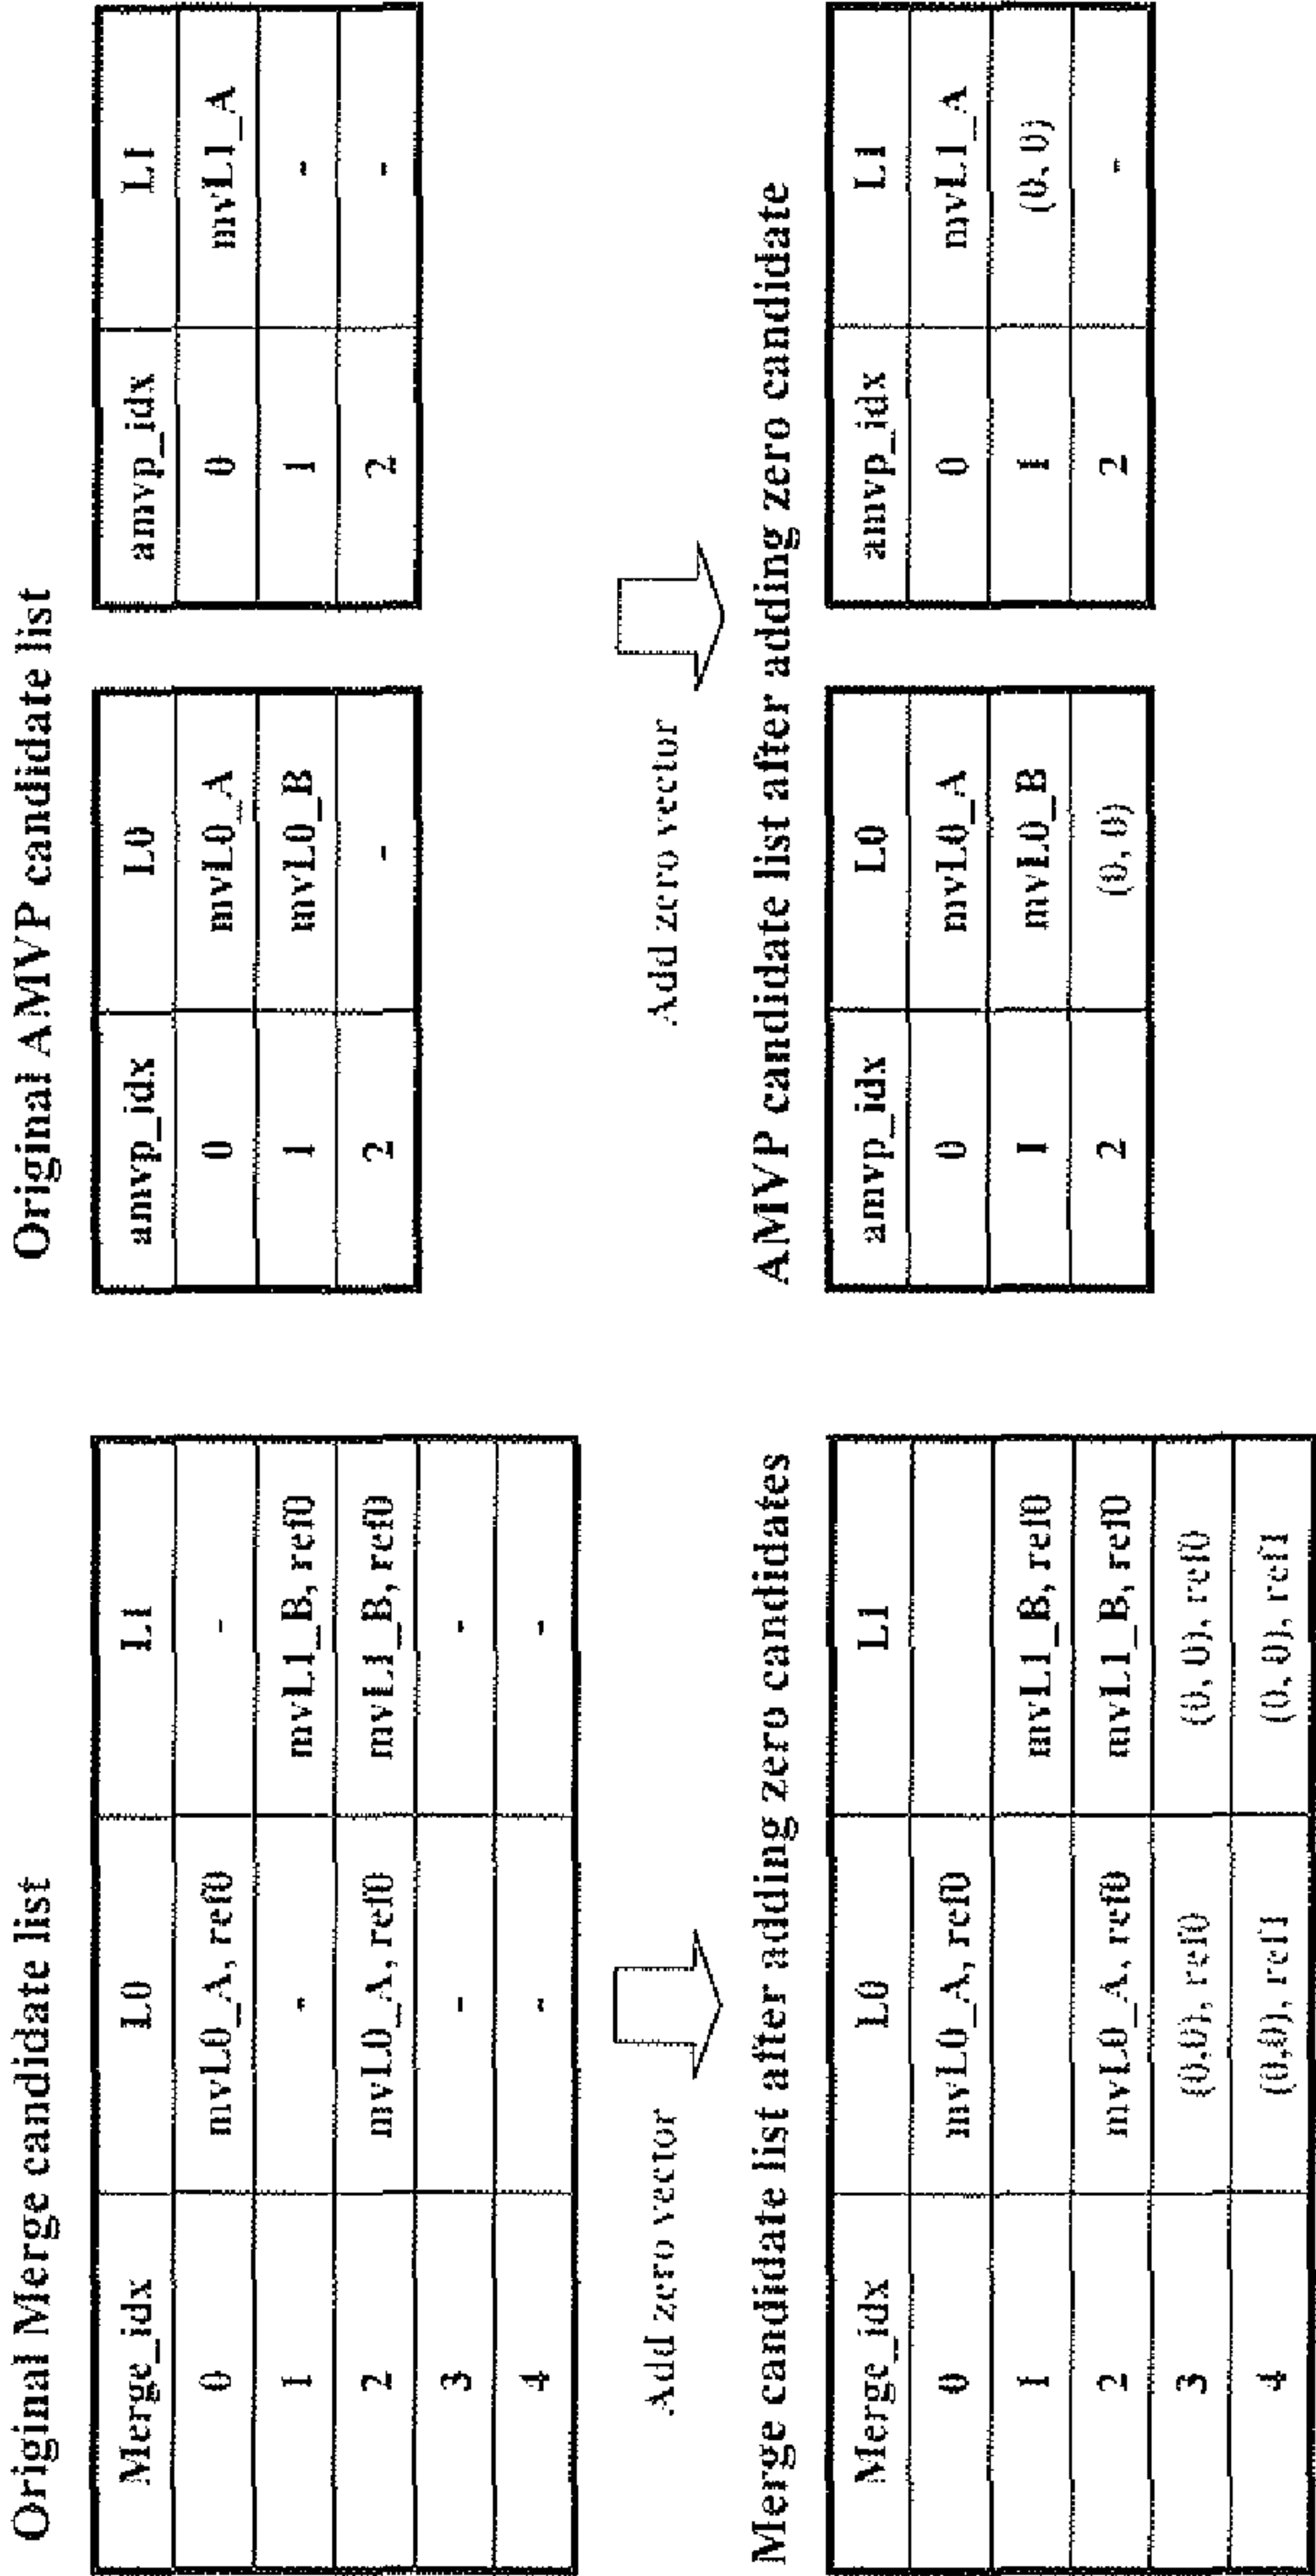 Original Merge candidate list
Merge_idx L0 L1
0 mvL0_A, ref0 -
1 - mvL1_B, ref0
2 mvL0_A, ref0 mvL1_B, ref0
3 - -
4 - -
Add zero vector
Merge candidate list after adding zero candidates
Merge_idx L0 L1
0 mvL0_A, ref0
1 mvL1_B, ref0
2 mvL0_A, ref0 mvL1_B, ref0
3 (0,0), ref0 (0, 0), ref0
4 (0,0), ref1 (0, 0), ref1
Original AMVP candidate list
amvp_idx L0
0 mvL0_A
1 mvL0_B
2 -
amvp_idx L1
0 mvL1_A
1 -
2 -
Add zero vector
AMVP candidate list after adding zero candidate
amvp_idx L0
0 mvL0_A
1 mvL0_B
2 (0, 0)
amvp_idx L1
0 mvL1_A
1 (0, 0)
2 -